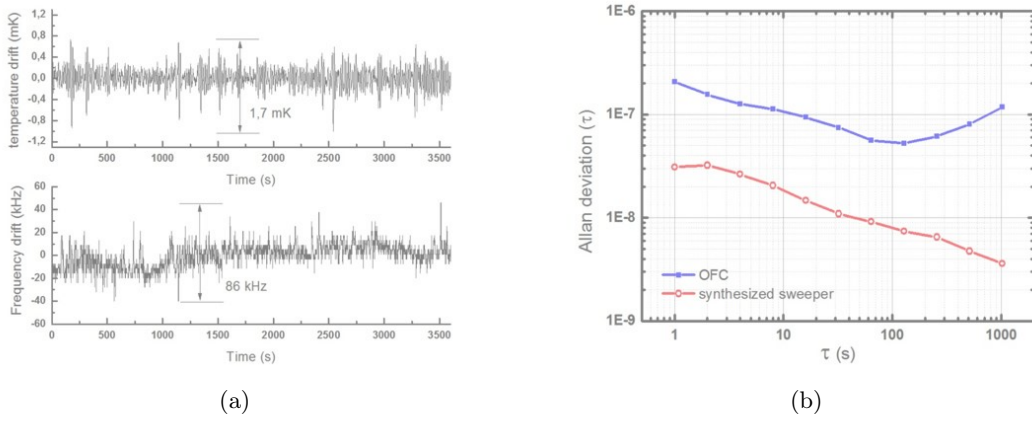 temperature drift (mK)
1,2
0,8
0,4
0,0
-0,4
-0,8
-1,2
1,7 mK
0 500 1000 1500 2000 2500 3000 3500
Time (s)
Frequency drift (kHz)
60
40
20
0
-20
-40
-60
86 kHz
0 500 1000 1500 2000 2500 3000 3500
Time (s)
(a)
Allan deviation (τ)
1E-6
1E-7
1E-8
1E-9
OFC
synthesized sweeper
1 10 100 1000
τ (s)
(b)